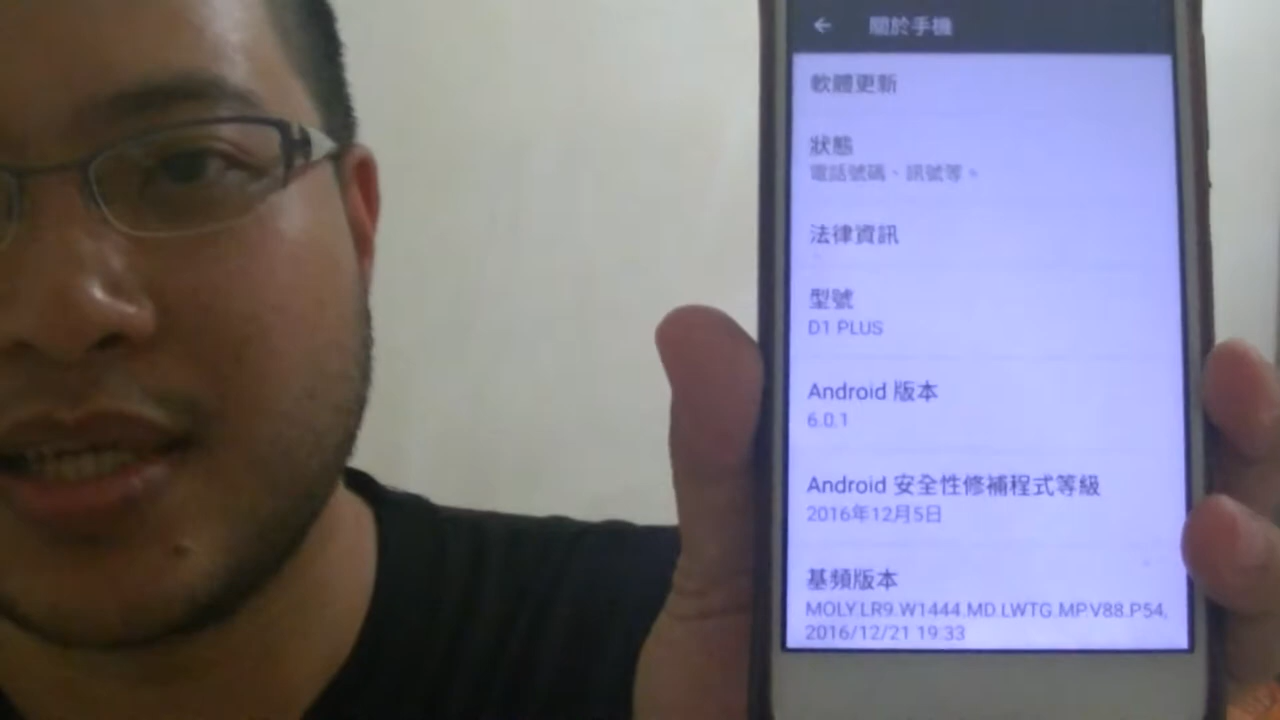 關於手機
軟體更新
狀態
電話號碼、訊號等。
法律資訊
型號
D1 PLUS
Android 版本
6.0.1
Android 安全性修補程式等級
2016年12月5日
基頻版本
MOLY.LR9.W1444.MD.LWTG.MP.V88.P54,
2016/12/21 19:33